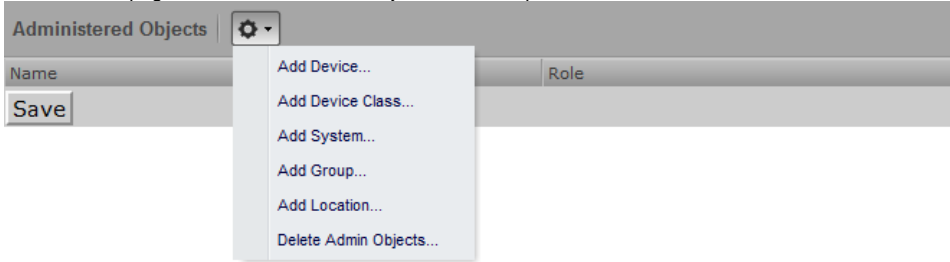 Administered Objects
Name
Role
Save
Add Device...
Add Device Class...
Add System...
Add Group...
Add Location...
Delete Admin Objects...